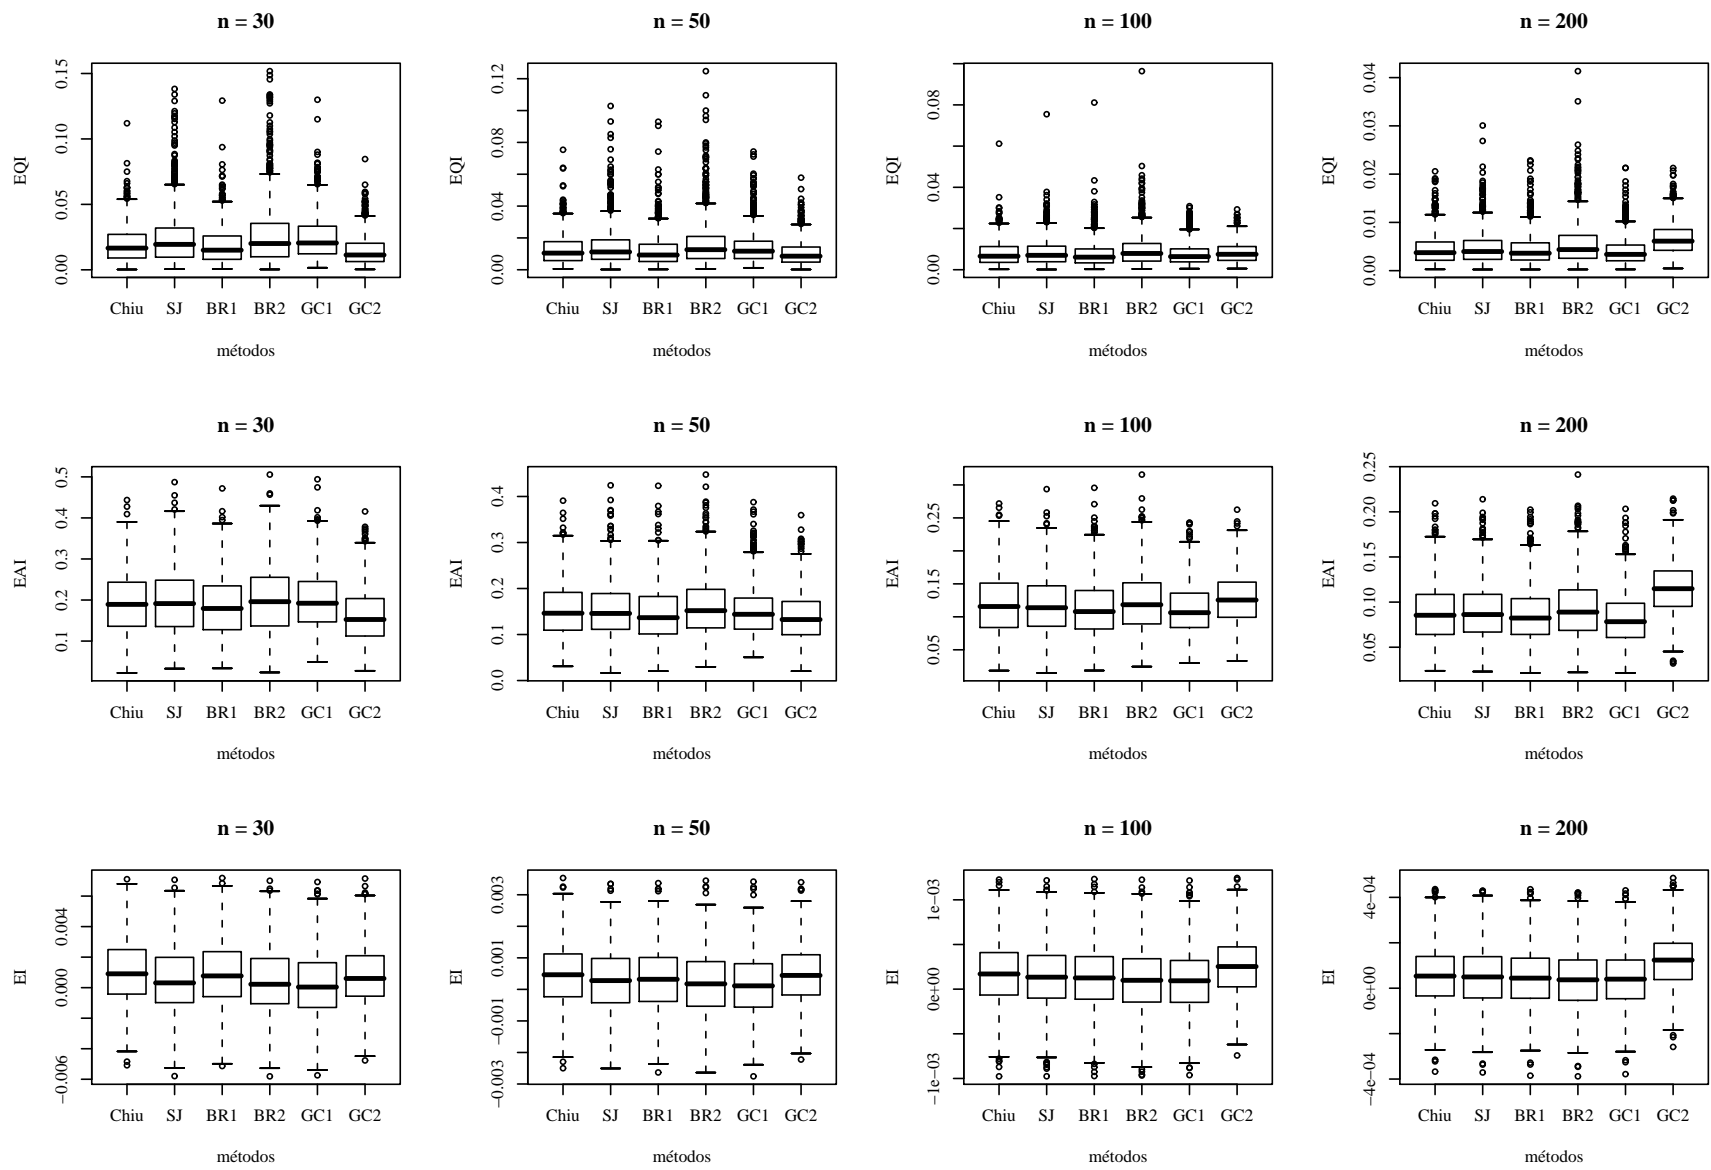 n = 30
n = 50
n = 100
n = 200
EQI
0.00 0.05 0.10 0.15
Chiu SJ BR1 BR2 GC1 GC2
métodos
EQI
0.00 0.04 0.08 0.12
Chiu SJ BR1 BR2 GC1 GC2
métodos
EQI
0.00 0.04 0.08
Chiu SJ BR1 BR2 GC1 GC2
métodos
EQI
0.00 0.01 0.02 0.03 0.04
Chiu SJ BR1 BR2 GC1 GC2
métodos
n = 30
n = 50
n = 100
n = 200
EAI
0.1 0.2 0.3 0.4 0.5
Chiu SJ BR1 BR2 GC1 GC2
métodos
EAI
0.0 0.1 0.2 0.3 0.4
Chiu SJ BR1 BR2 GC1 GC2
métodos
EAI
0.05 0.15 0.25
Chiu SJ BR1 BR2 GC1 GC2
métodos
EAI
0.05 0.10 0.15 0.20 0.25
Chiu SJ BR1 BR2 GC1 GC2
métodos
n = 30
n = 50
n = 100
n = 200
EI
−0.006 0.000 0.004
Chiu SJ BR1 BR2 GC1 GC2
métodos
EI
−0.003 −0.001 0.001 0.003
Chiu SJ BR1 BR2 GC1 GC2
métodos
EI
−1e−03 0e+00 1e−03
Chiu SJ BR1 BR2 GC1 GC2
métodos
EI
−4e−04 0e+00 4e−04
Chiu SJ BR1 BR2 GC1 GC2
métodos